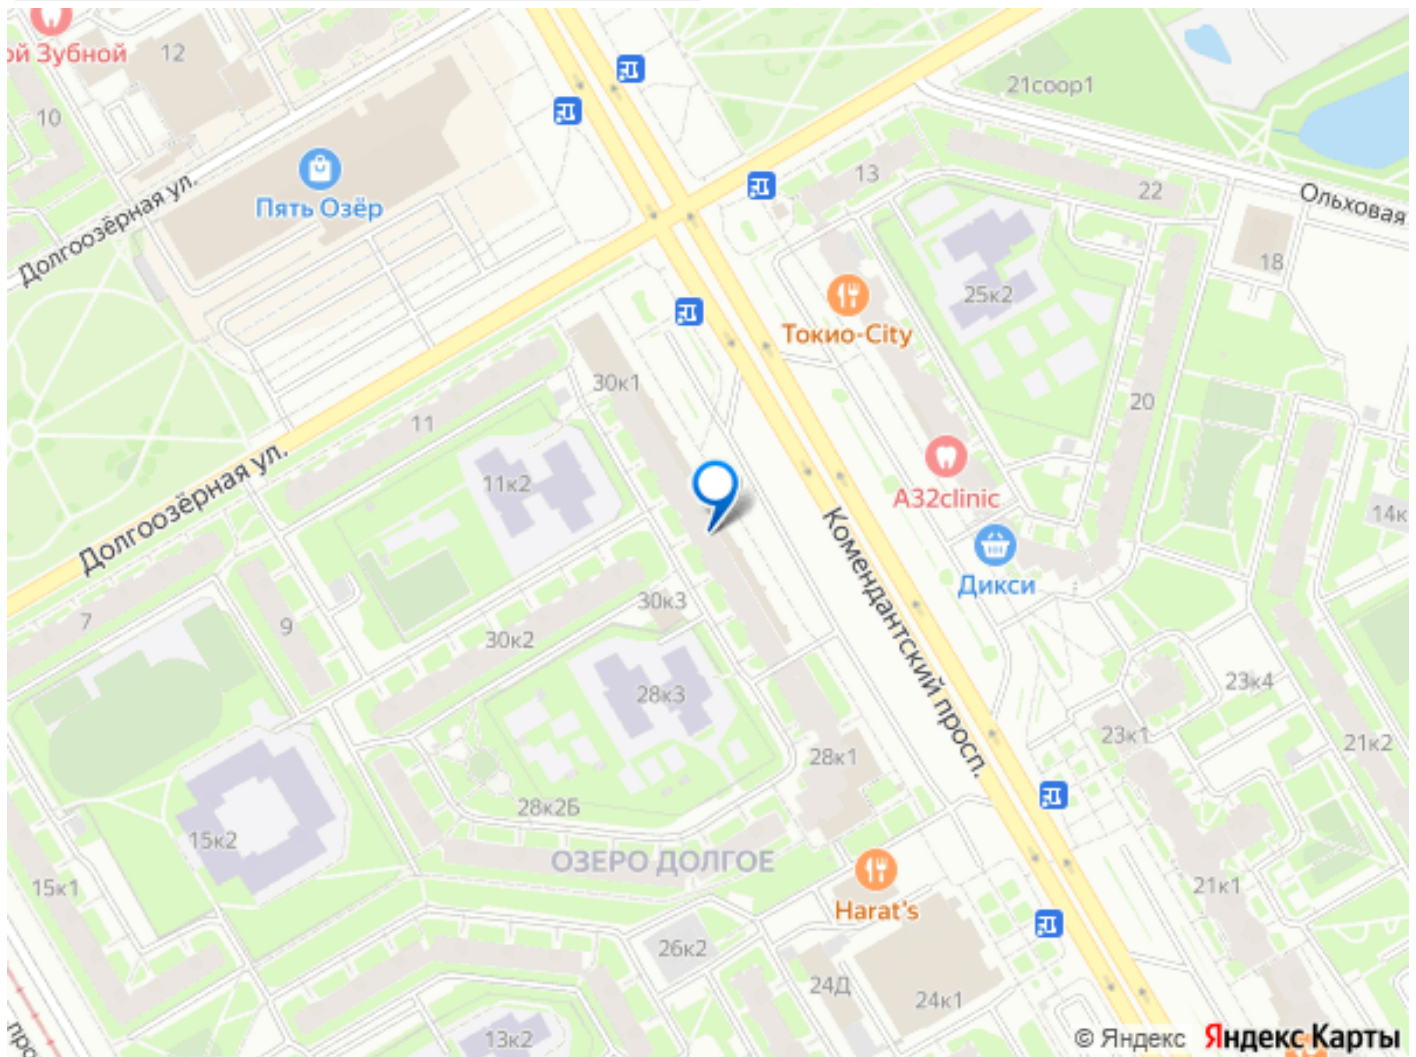 ой Зубной
12
10
Пять Озёр
Долгоозёрная ул.
21соор1
13
22
Ольховая
18
25к2
Токио-City
30к1
20
11
Долгоозёрная ул.
11к2
A32clinic
14к
Комендантский просп.
Дикси
7
9
30к3
30к2
28к3
23к4
23к1
21к2
28к1
28к2Б
15к2
ОЗЕРО ДОЛГОЕ
15к1
21к1
Harat's
26к2
24Д
24к1
13к2
про
© Яндекс Яндекс Карты